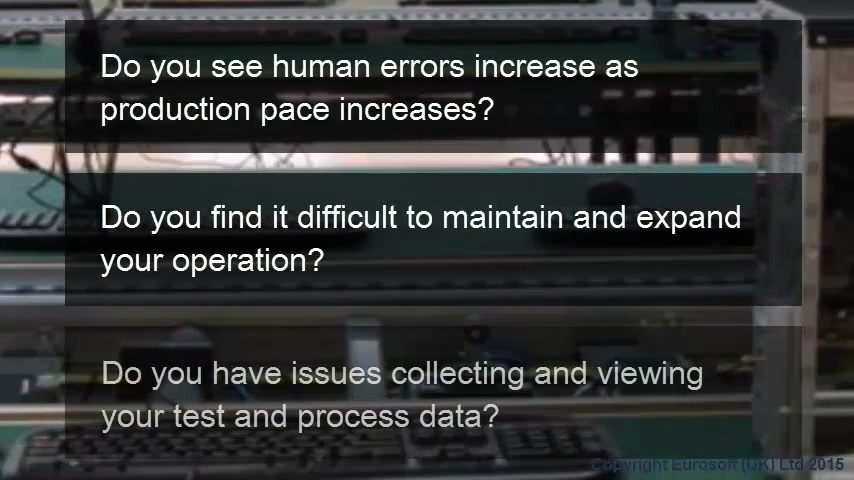 Do you see human errors increase as
production pace increases?
Do you find it difficult to maintain and expand
your operation?
Do you have issues collecting and viewing
your test and process data?
Copyright Eurosoft (UK) Ltd 2015